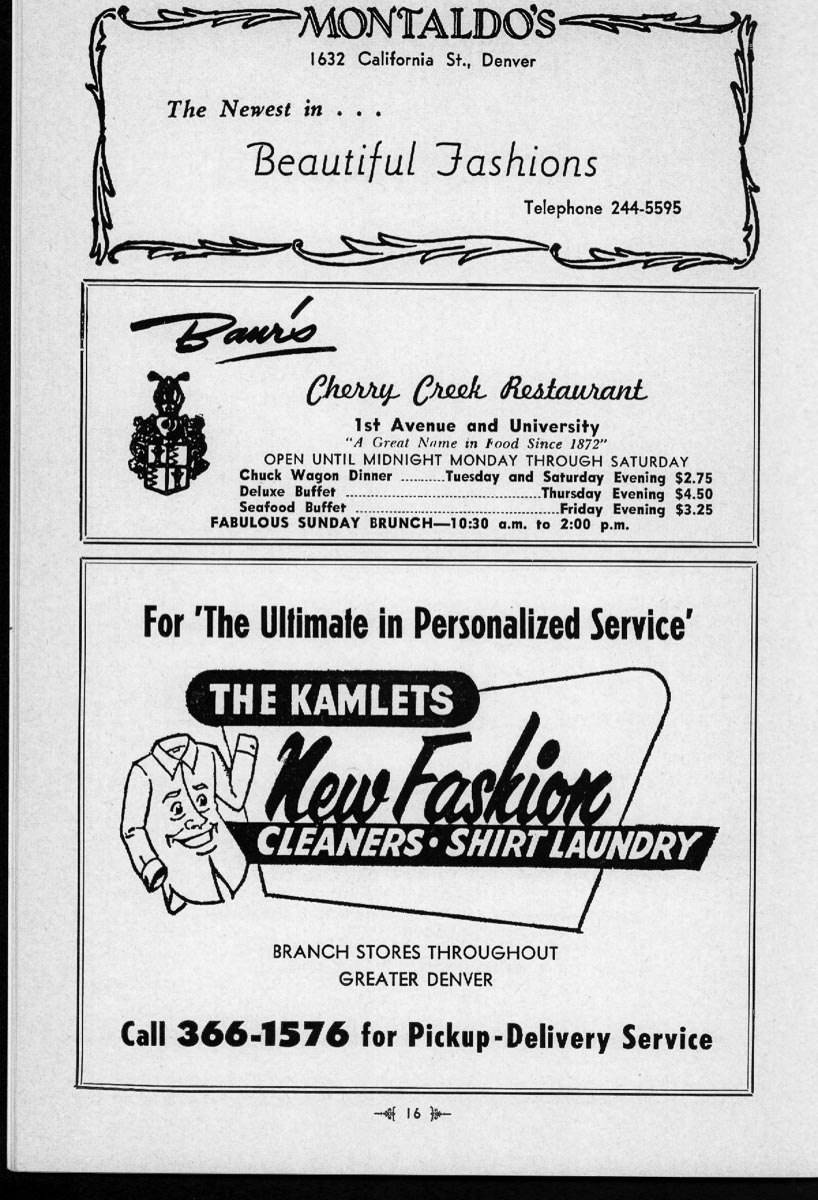 MONTALDO'S
1632 California St., Denver
The Newest in . . .
Beautiful Fashions
Telephone 244-5595
Baur's
Cherry Creek Restaurant
1st Avenue and University
"A Great Name in Food Since 1872"
OPEN UNTIL MIDNIGHT MONDAY THROUGH SATURDAY
Chuck Wagon Dinner ..........Tuesday and Saturday Evening $2.75
Deluxe Buffet ..........................................Thursday Evening $4.50
Seafood Buffet ............................................Friday Evening $3.25
FABULOUS SUNDAY BRUNCH—10:30 a.m. to 2:00 p.m.
For 'The Ultimate in Personalized Service'
THE KAMLETS
New Fashion
CLEANERS • SHIRT LAUNDRY
BRANCH STORES THROUGHOUT
GREATER DENVER
Call 366-1576 for Pickup-Delivery Service
16